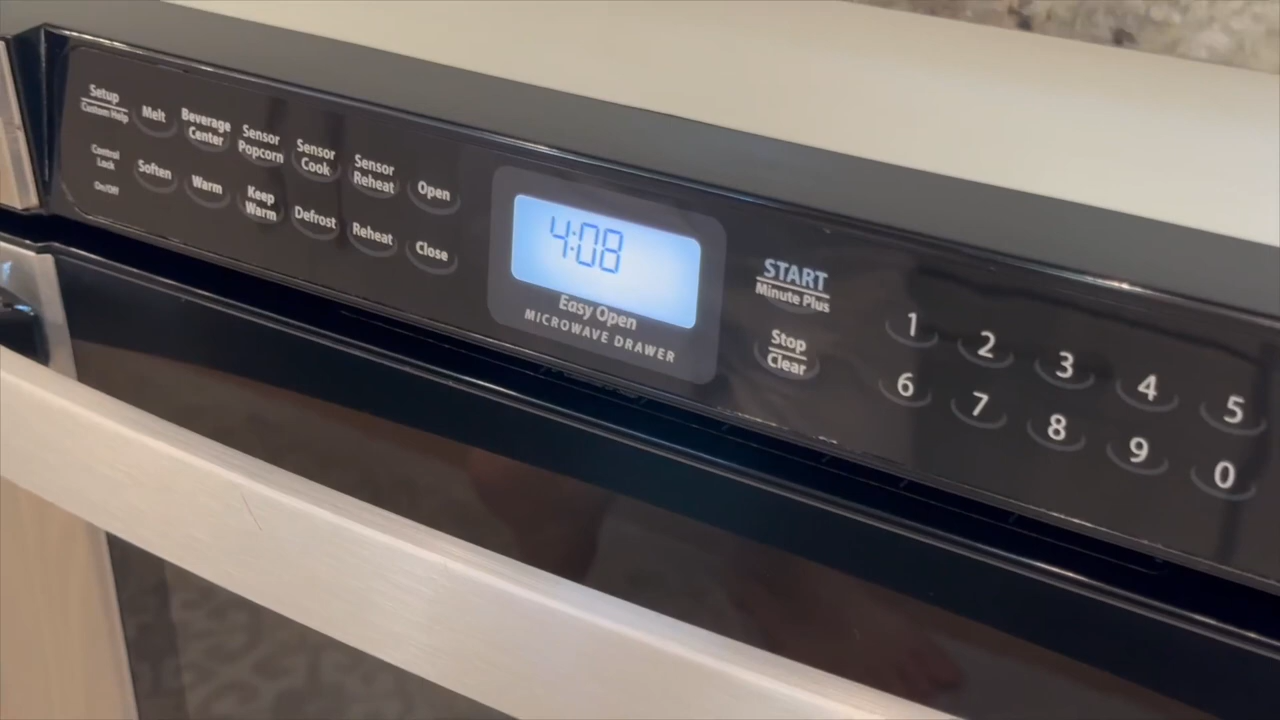 Setup
Custom Help
Melt
Beverage
Center
Sensor
Popcorn
Sensor
Cook
Sensor
Reheat
Open
Control
Lock
On/Off
Soften
Warm
Keep
Warm
Defrost
Reheat
Close
4:08
Easy Open
MICROWAVE DRAWER
START
Minute Plus
Stop
Clear
1 2 3 4 5
6 7 8 9 0